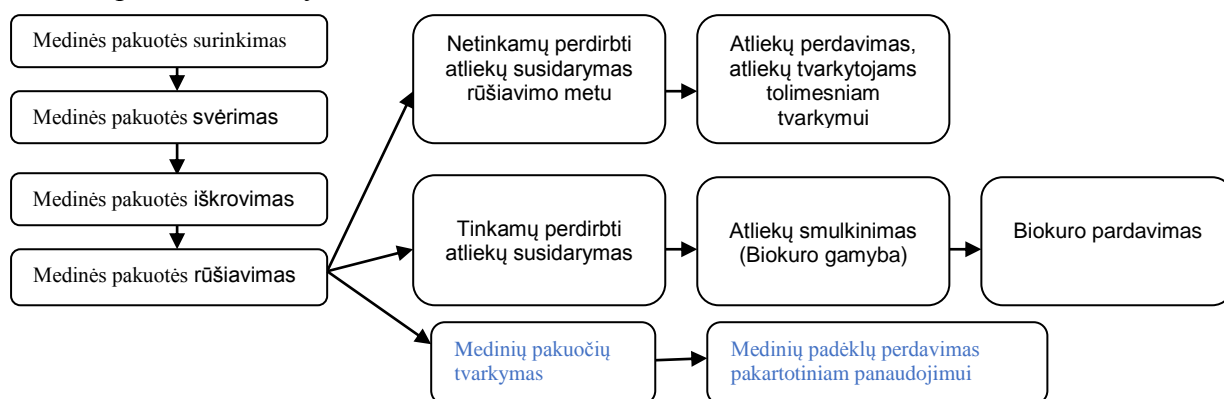 Medinės pakuotės surinkimas
Medinės pakuotės svėrimas
Medinės pakuotės iškrovimas
Medinės pakuotės rūšiavimas
Netinkamų perdirbti
atliekų susidarymas
rūšiavimo metu
Atliekų perdavimas,
atliekų tvarkytojams
tolimesniam
tvarkymui
Tinkamų perdirbti
atliekų susidarymas
Atliekų smulkinimas
(Biokuro gamyba)
Biokuro pardavimas
Medinių pakuočių
tvarkymas
Medinių padėklų perdavimas
pakartotiniam panaudojimui